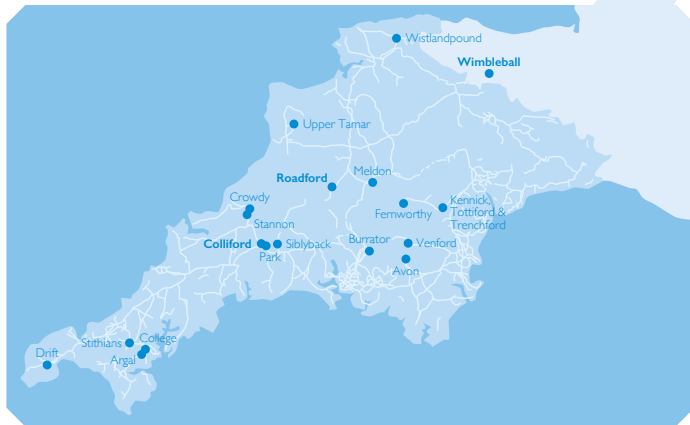 Wistlandpound
Wimbleball
Upper Tamar
Meldon
Roadford
Crowdy
Kennick,
Tottiford &
Trenchford
Fernworthy
Stannon
Burrator
Colliford
Siblyback
Venford
Park
Avon
College
Stithians
Drift
Argal